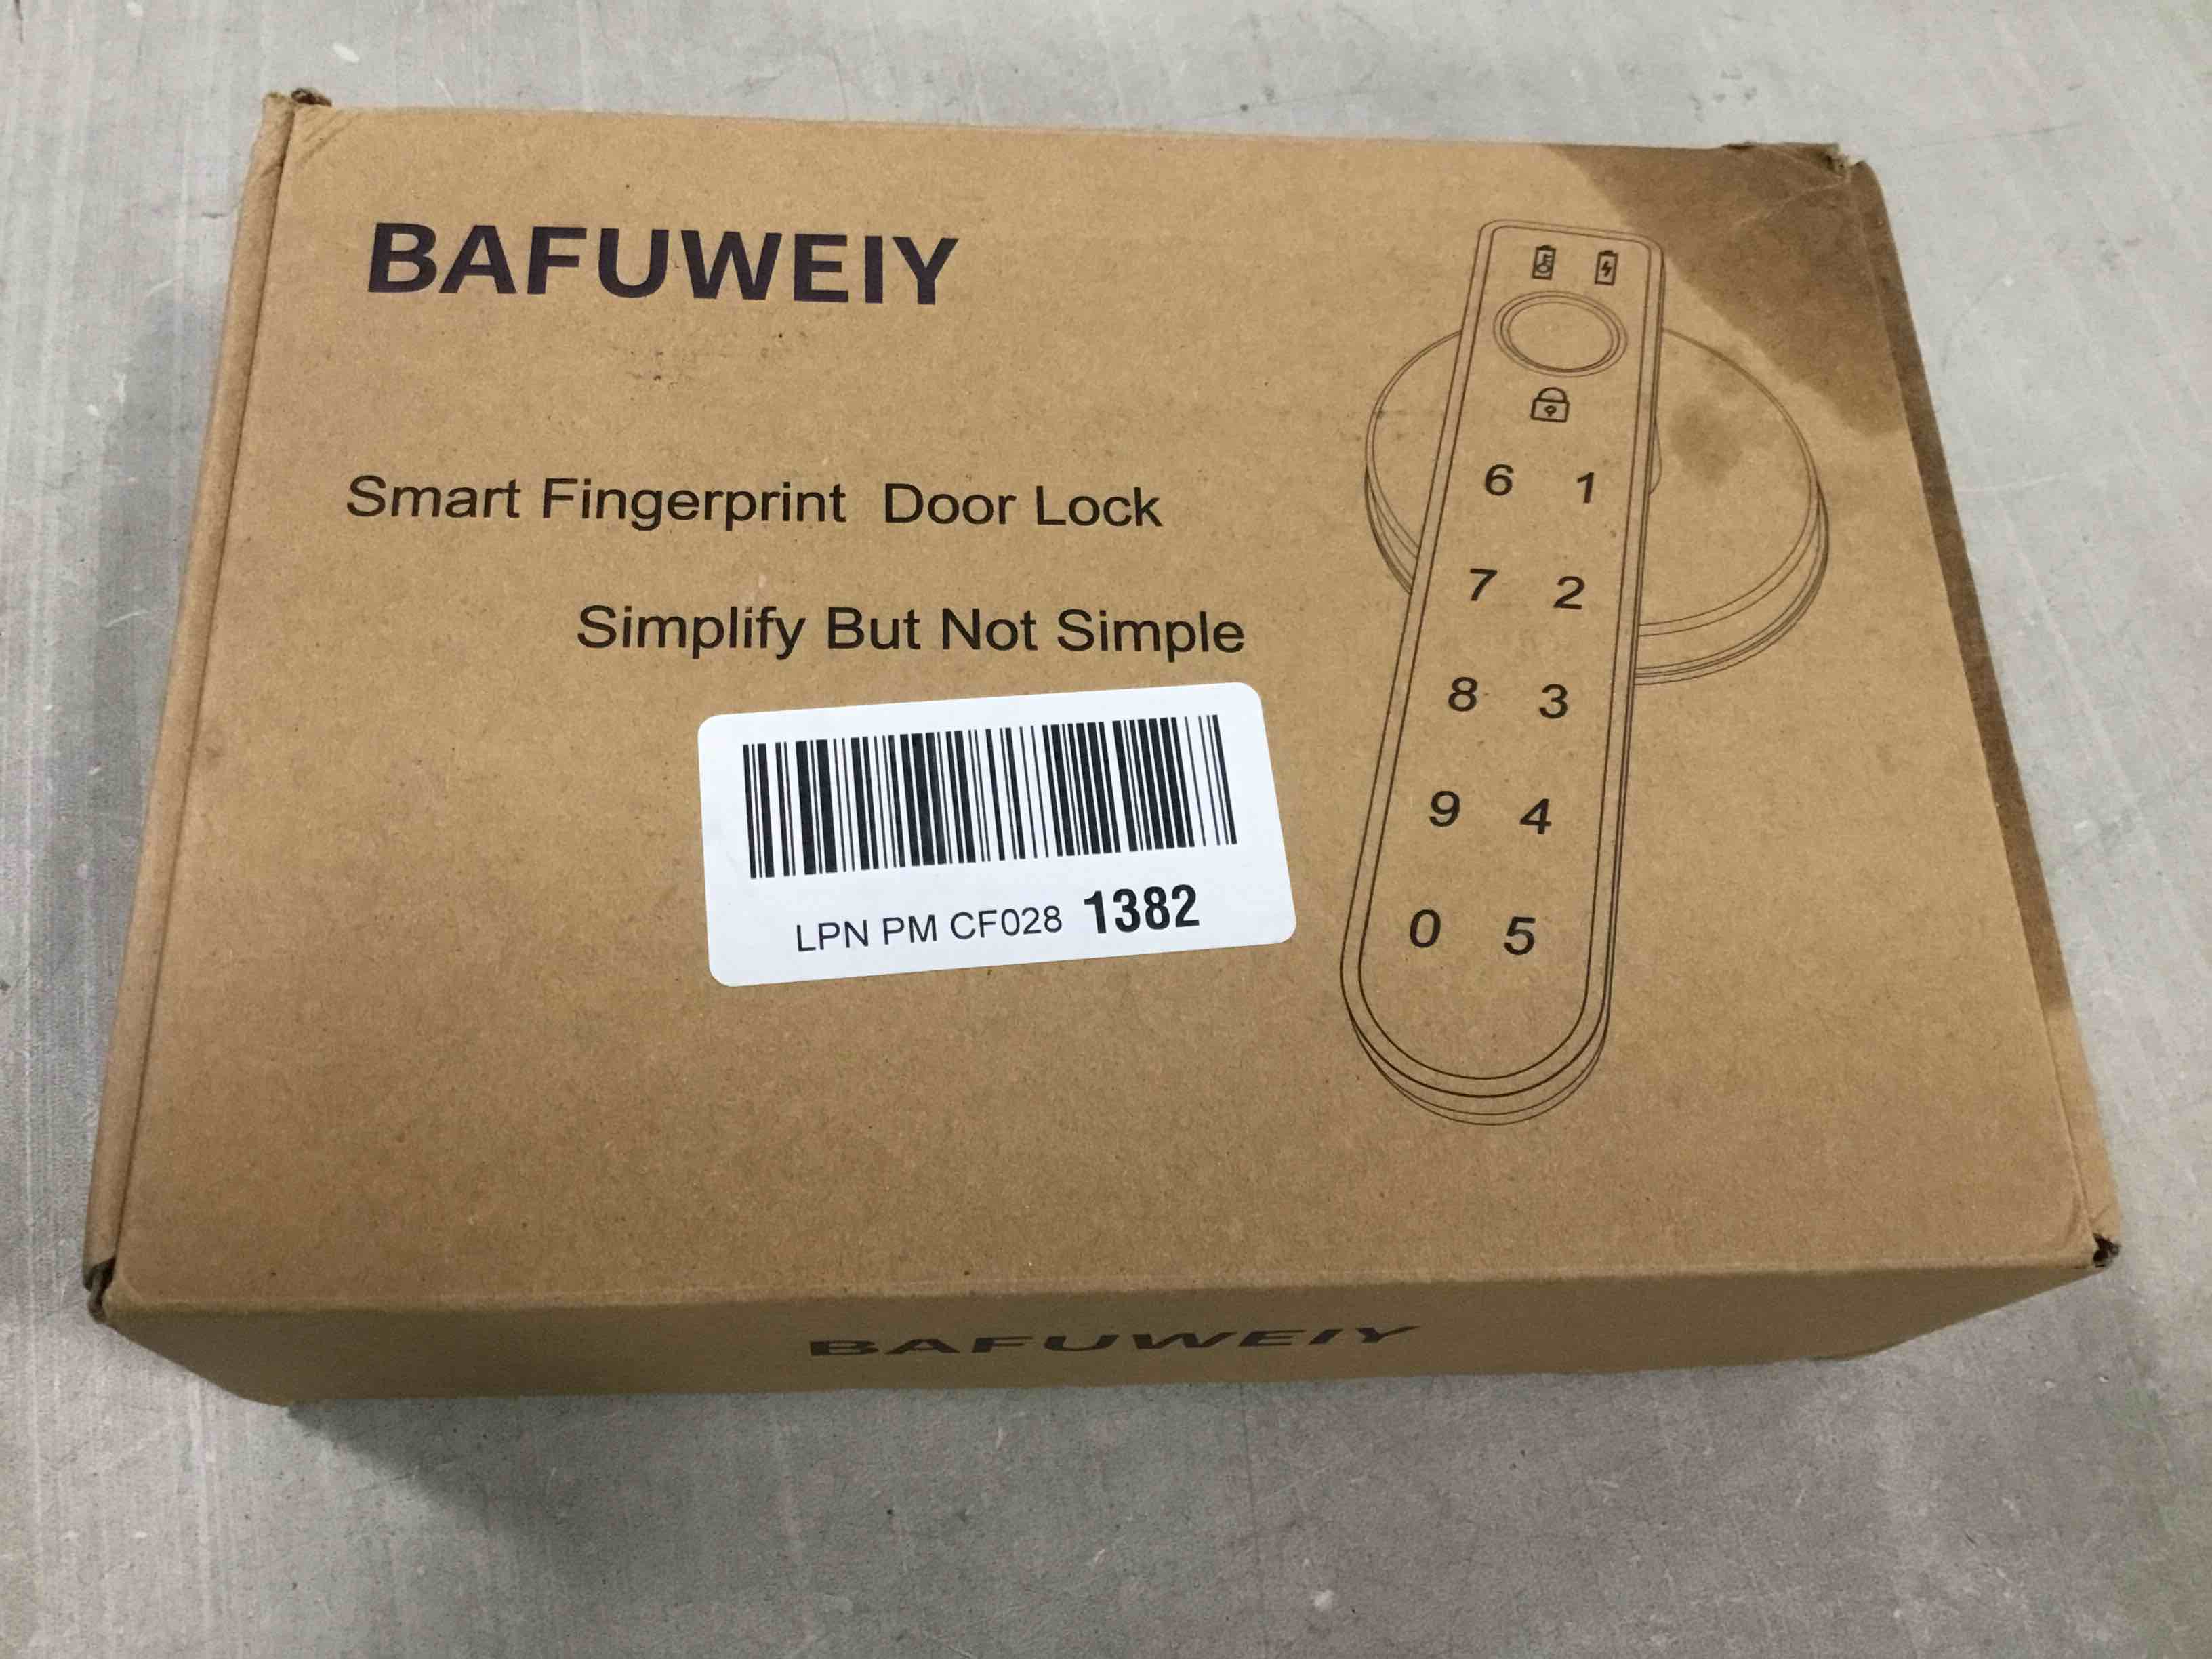 BAFUWEIY
Smart Fingerprint Door Lock
Simplify But Not Simple
LPN PM CF028 1382
6 1
7 2
8 3
9 4
0 5
BAFUWEIY